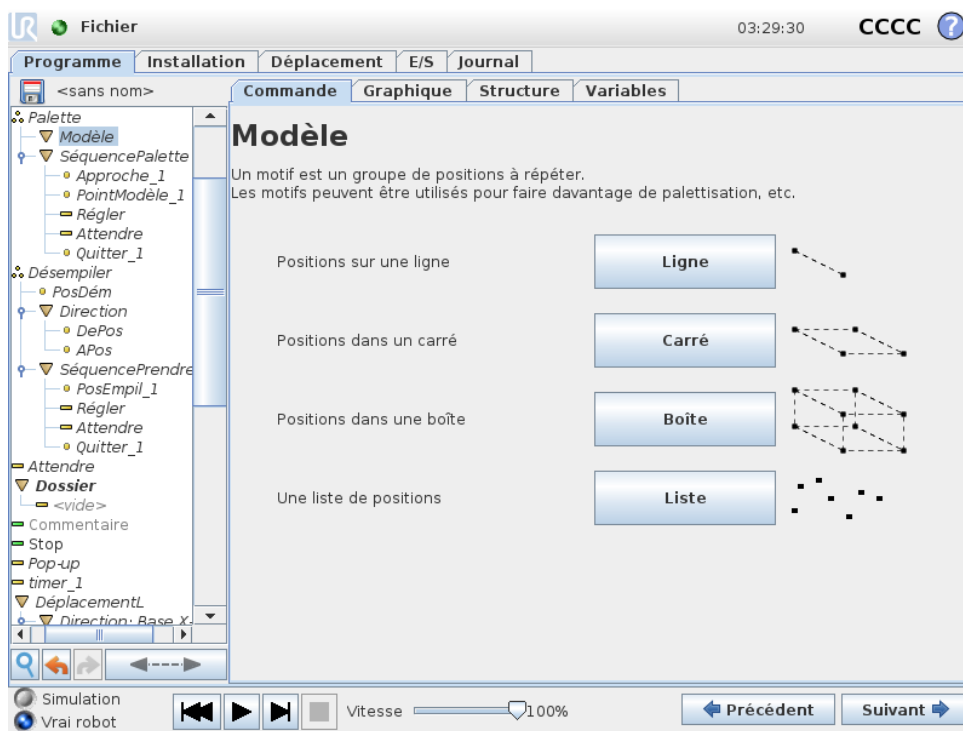 UR Fichier 03:29:30 CCCC ?
Programme Installation Déplacement E/S Journal
<sans nom>
Commande Graphique Structure Variables
Palette
Modèle
SéquencePalette
Approche_1
PointModèle_1
Régler
Attendre
Quitter_1
Désempiler
PosDém
Direction
DePos
APos
SéquencePrendre
PosEmpil_1
Régler
Attendre
Quitter_1
Attendre
Dossier
<vide>
Commentaire
Stop
Pop-up
timer_1
DéplacementL
Direction: Base X-
Modèle
Un motif est un groupe de positions à répéter.
Les motifs peuvent être utilisés pour faire davantage de palettisation, etc.
Positions sur une ligne Ligne
Positions dans un carré Carré
Positions dans une boîte Boîte
Une liste de positions Liste
Simulation
Vrai robot
Vitesse 100%
Précédent Suivant